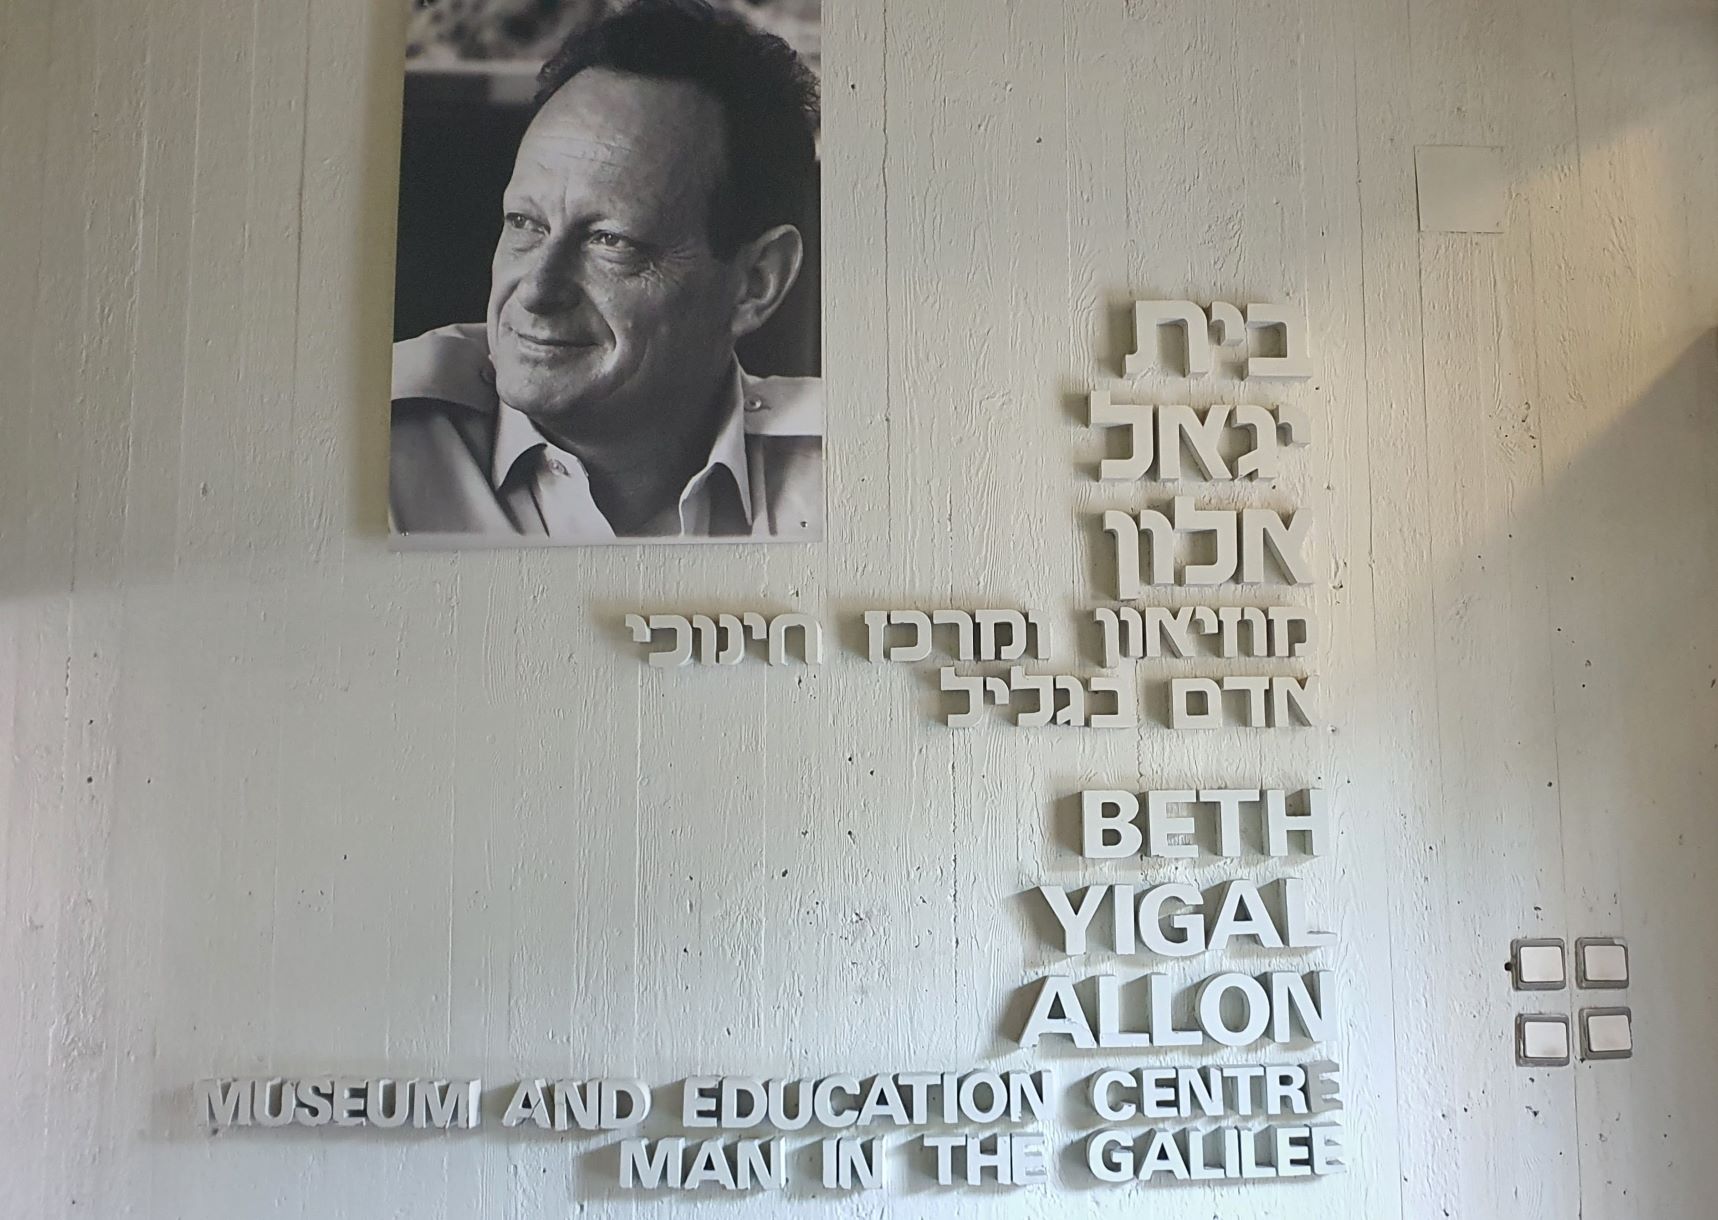 בית
יגאל
אלון
מוזיאון ומרכז חינוכי
אדם בגליל
BETH
YIGAL
ALLON
MUSEUM AND EDUCATION CENTRE
MAN IN THE GALILEE